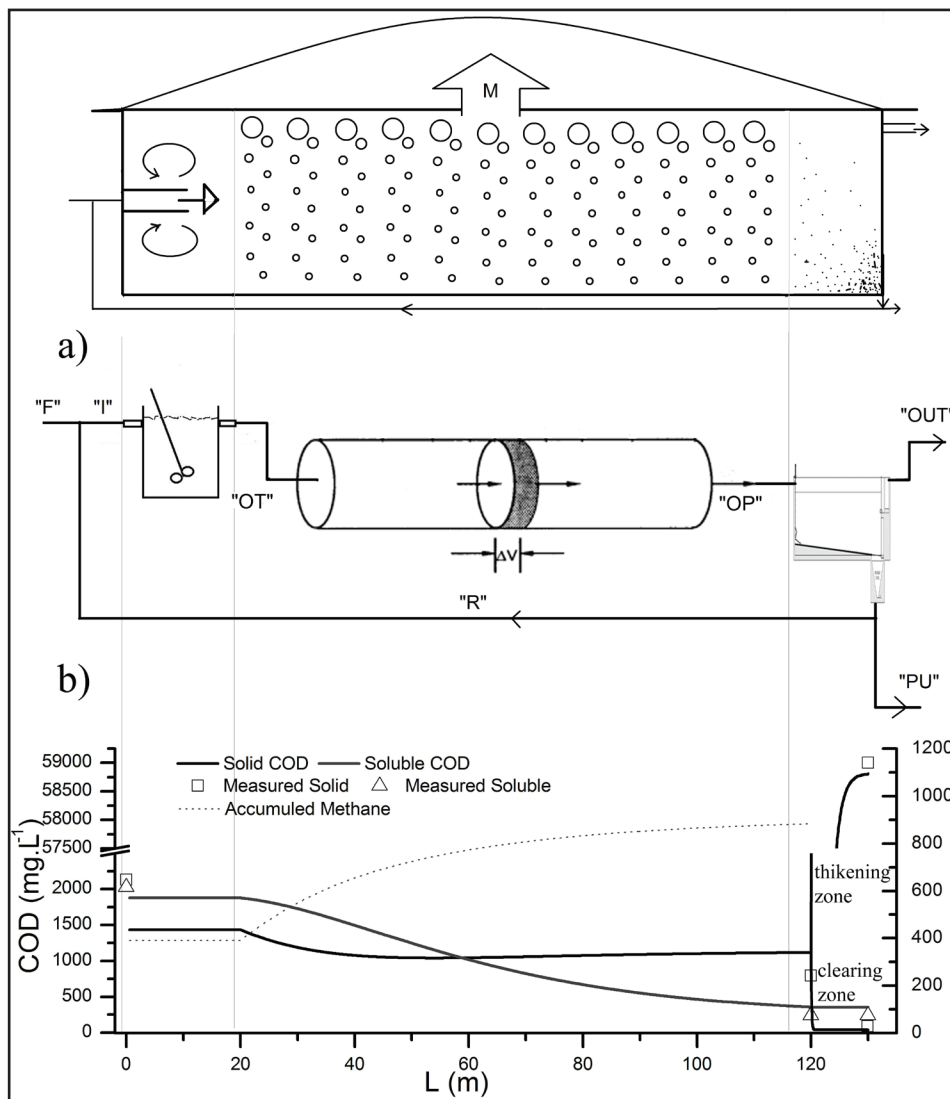 M
a)
"F" "I"
"OUT"
"OT"
"OP"
ΔV
"R"
b)
"PU"
Solid COD Soluble COD
Measured Solid Measured Soluble
Accumuled Methane
COD (mg.L⁻¹)
59000
58500
58000
57500
2000
1500
1000
500
0
1200
1000
800
600
400
200
0
thikening
zone
clearing
zone
0 20 40 60 80 100 120
L (m)